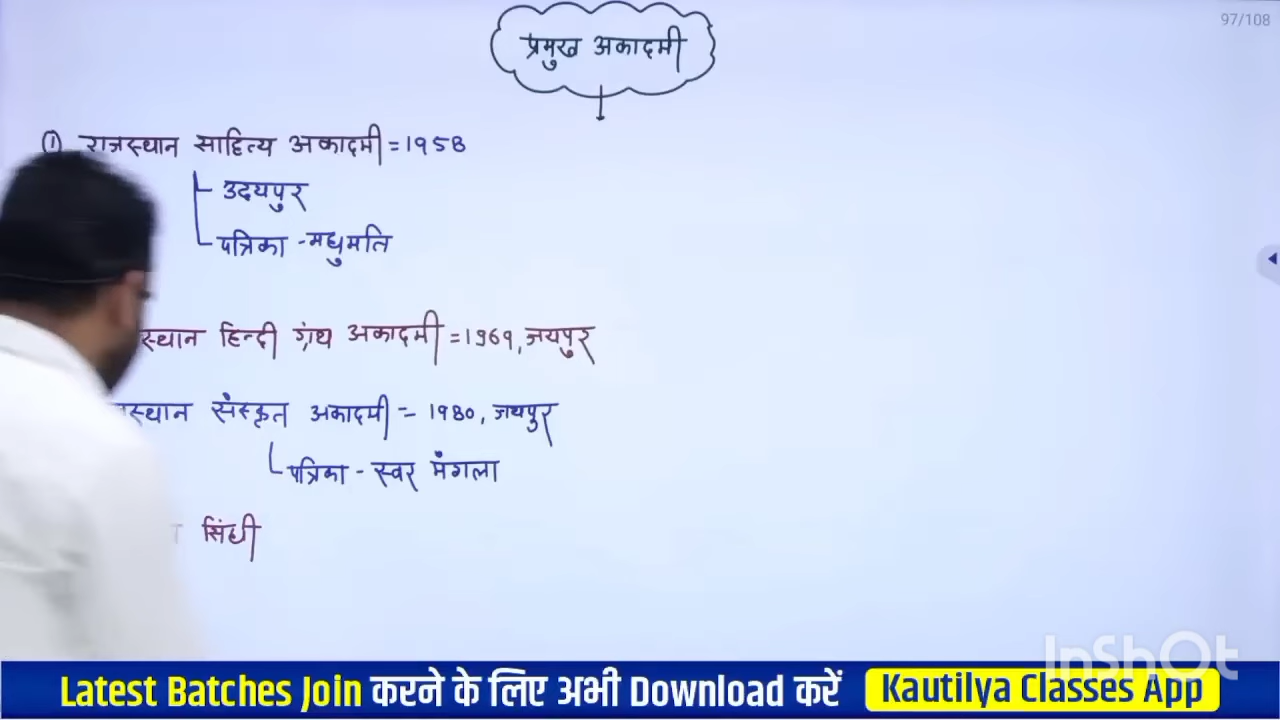 97/108
प्रमुख अकादमी
① राजस्थान साहित्य अकादमी = 1958
उदयपुर
पत्रिका - मधुमति
स्थान हिन्दी ग्रंथ अकादमी = 1969, जयपुर
स्थान संस्कृत अकादमी - 1980, जयपुर
पत्रिका - स्वर मंगला
सिंधी
InShOt
Latest Batches Join करने के लिए अभी Download करें Kautilya Classes App